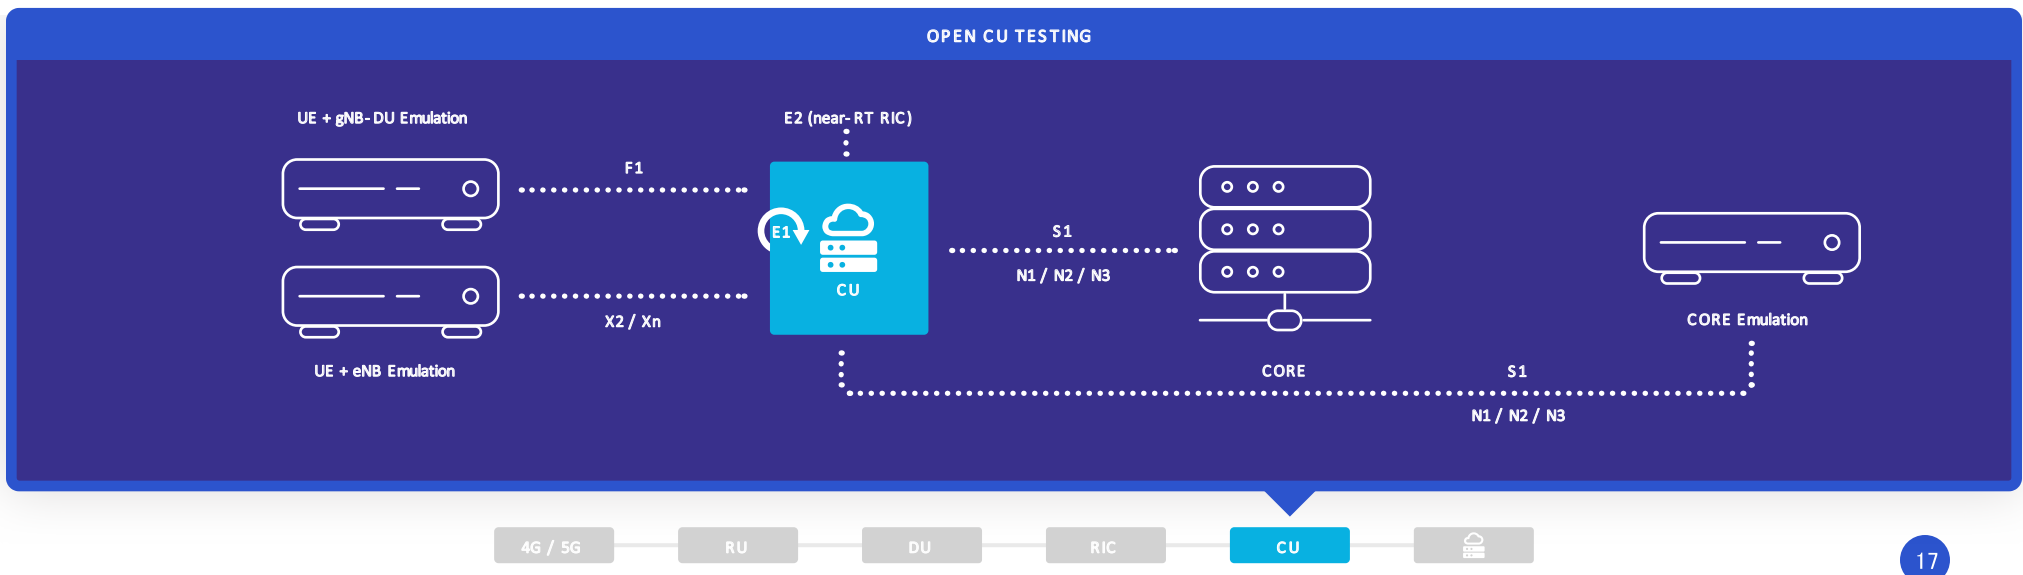 OPEN CU TESTING
UE + gNB-DU Emulation
E2 (near-RT RIC)
F1
E1
CU
S1
N1 / N2 / N3
X2 / Xn
UE + eNB Emulation
CORE
CORE Emulation
S1
N1 / N2 / N3
4G / 5G
RU
DU
RIC
CU
17